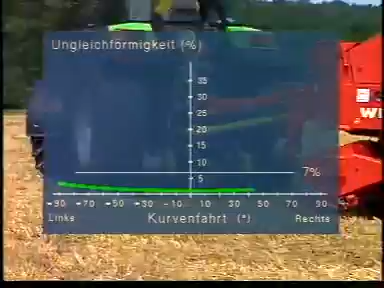 Ungleichförmigkeit (%)
35
30
25
20
15
10
5
7%
-90 -70 -50 -30 -10 10 30 50 70 90
Links Kurvenfahrt (°) Rechts